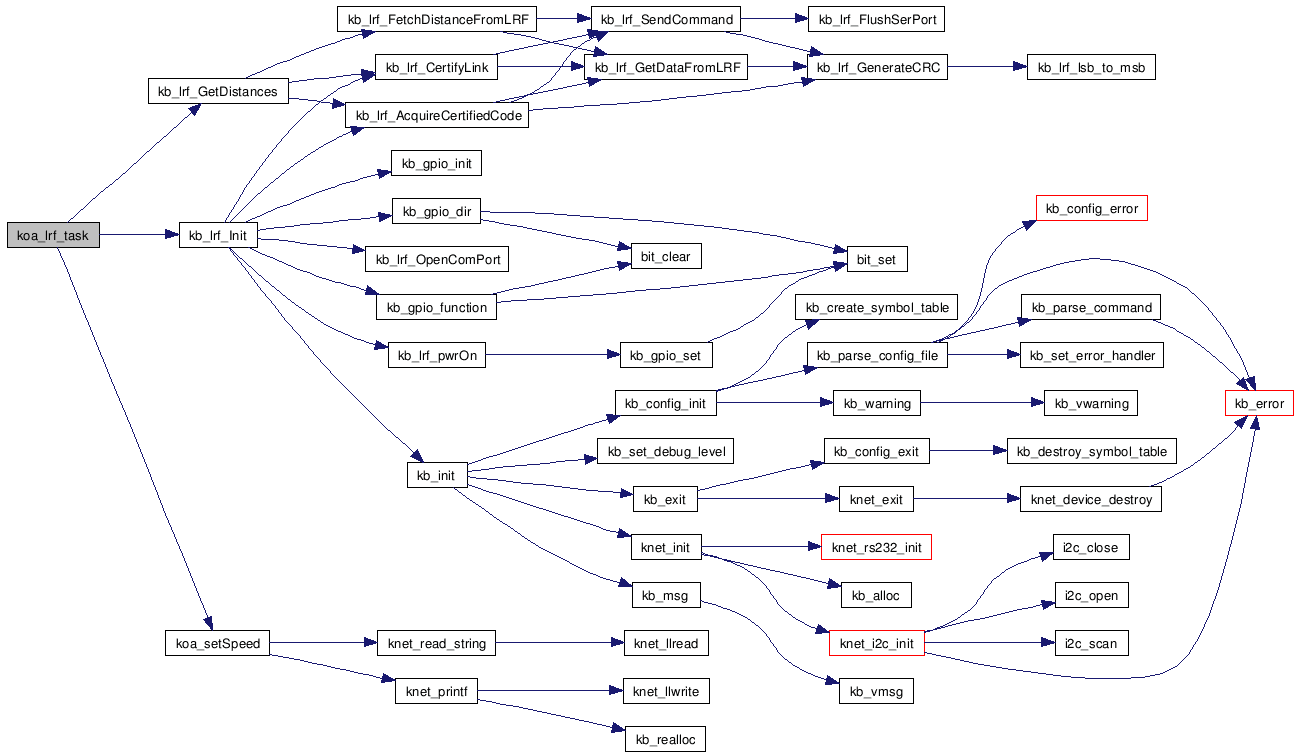 kb_lrf_FetchDistanceFromLRF
kb_lrf_SendCommand
kb_lrf_FlushSerPort
kb_lrf_CertifyLink
kb_lrf_GetDataFromLRF
kb_lrf_GenerateCRC
kb_lrf_lsb_to_msb
kb_lrf_GetDistances
kb_lrf_AcquireCertifiedCode
kb_gpio_init
kb_gpio_dir
kb_config_error
koa_lrf_task
kb_lrf_Init
kb_lrf_OpenComPort
bit_clear
bit_set
kb_gpio_function
kb_create_symbol_table
kb_parse_command
kb_lrf_pwrOn
kb_gpio_set
kb_parse_config_file
kb_set_error_handler
kb_config_init
kb_warning
kb_vwarning
kb_error
kb_set_debug_level
kb_config_exit
kb_destroy_symbol_table
kb_init
kb_exit
knet_exit
knet_device_destroy
knet_init
knet_rs232_init
i2c_close
kb_msg
kb_alloc
i2c_open
koa_setSpeed
knet_read_string
knet_llread
knet_i2c_init
i2c_scan
knet_printf
knet_llwrite
kb_vmsg
kb_realloc